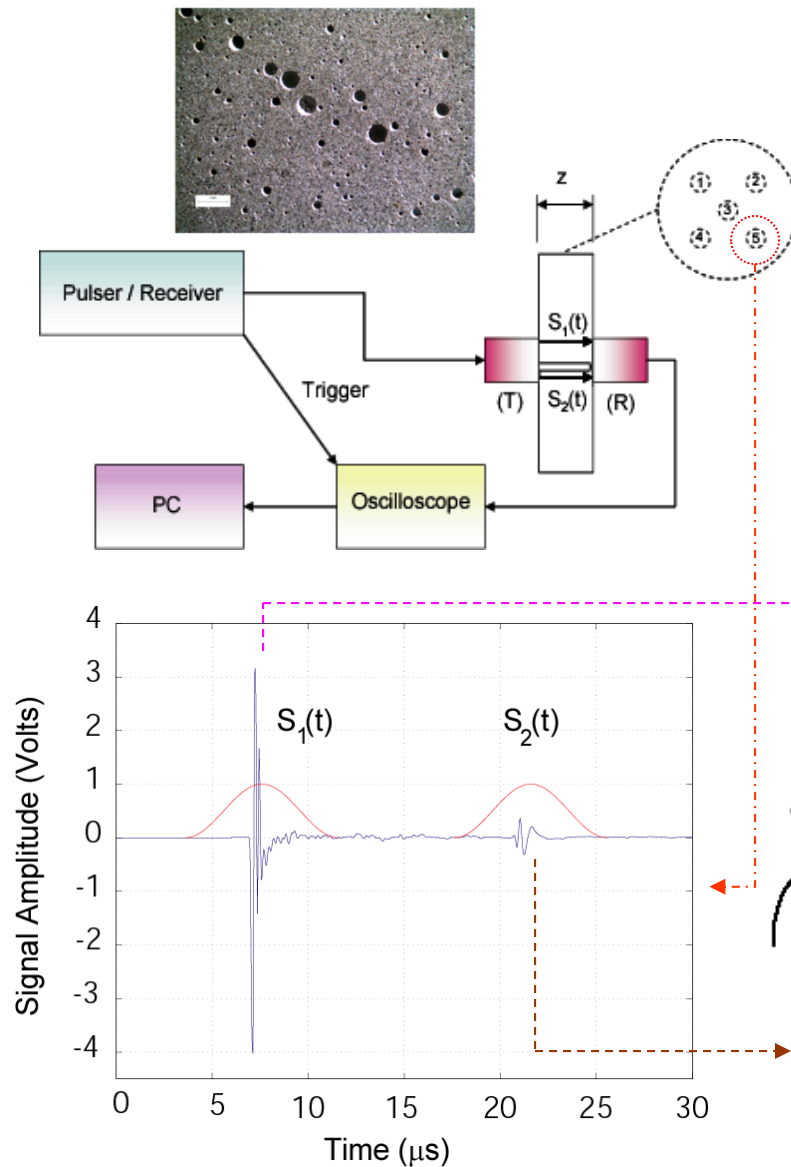 z
1 2
3
4 5
Pulser / Receiver
S1(t)
Trigger
(T) S2(t) (R)
PC
Oscilloscope
4
3
S1(t) S2(t)
2
1
0
-1
-2
-3
-4
Signal Amplitude (Volts)
0 5 10 15 20 25 30
Time (μs)